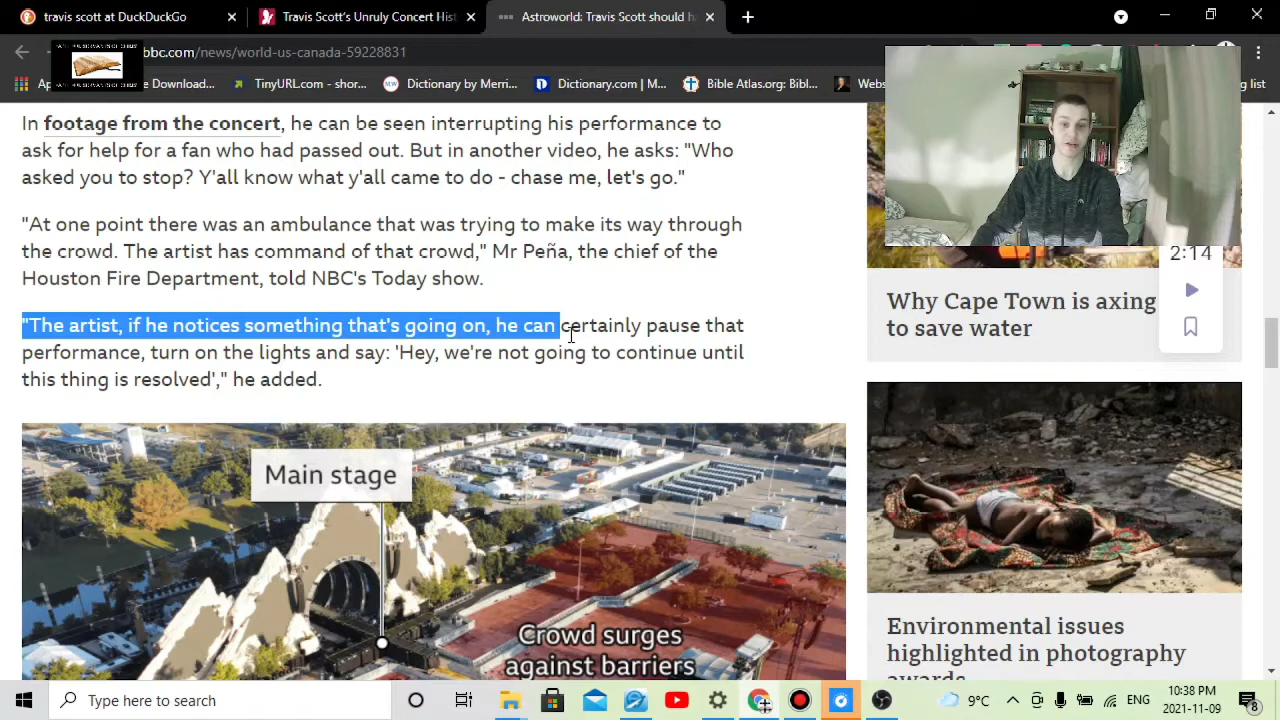 travis scott at DuckDuckGo
Travis Scott's Unruly Concert Hist
Astroworld: Travis Scott should ha
bbc.com/news/world-us-canada-59228831
Download...
TinyURL.com - shor...
Dictionary by Merri...
Dictionary.com | M...
Bible Atlas.org: Bibl...
ng list
In footage from the concert, he can be seen interrupting his performance to
ask for help for a fan who had passed out. But in another video, he asks: "Who
asked you to stop? Y'all know what y'all came to do - chase me, let's go."
"At one point there was an ambulance that was trying to make its way through
the crowd. The artist has command of that crowd," Mr Peña, the chief of the
Houston Fire Department, told NBC's Today show.
"The artist, if he notices something that's going on, he can certainly pause that
performance, turn on the lights and say: 'Hey, we're not going to continue until
this thing is resolved'," he added.
Main stage
Crowd surges
against barriers
2:14
Why Cape Town is axing
to save water
Environmental issues
highlighted in photography
awards
Type here to search
9°C
ENG
10:38 PM
2021-11-09
8